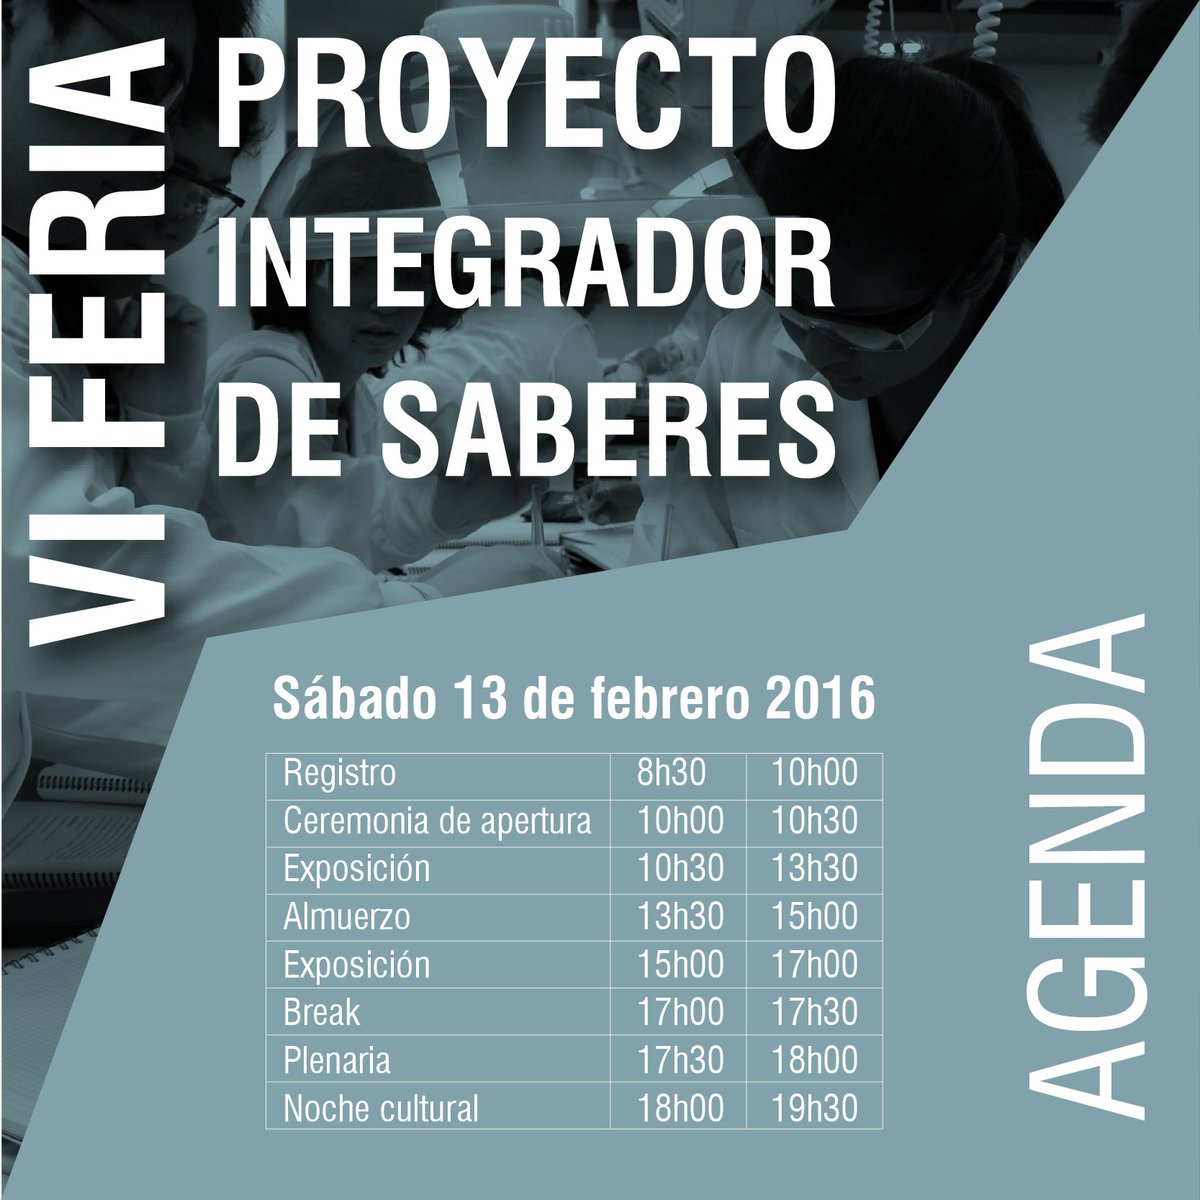 VI FERIA
PROYECTO
INTEGRADOR
DE SABERES
Sábado 13 de febrero 2016
Registro 8h30 10h00
Ceremonia de apertura 10h00 10h30
Exposición 10h30 13h30
Almuerzo 13h30 15h00
Exposición 15h00 17h00
Break 17h00 17h30
Plenaria 17h30 18h00
Noche cultural 18h00 19h30
AGENDA